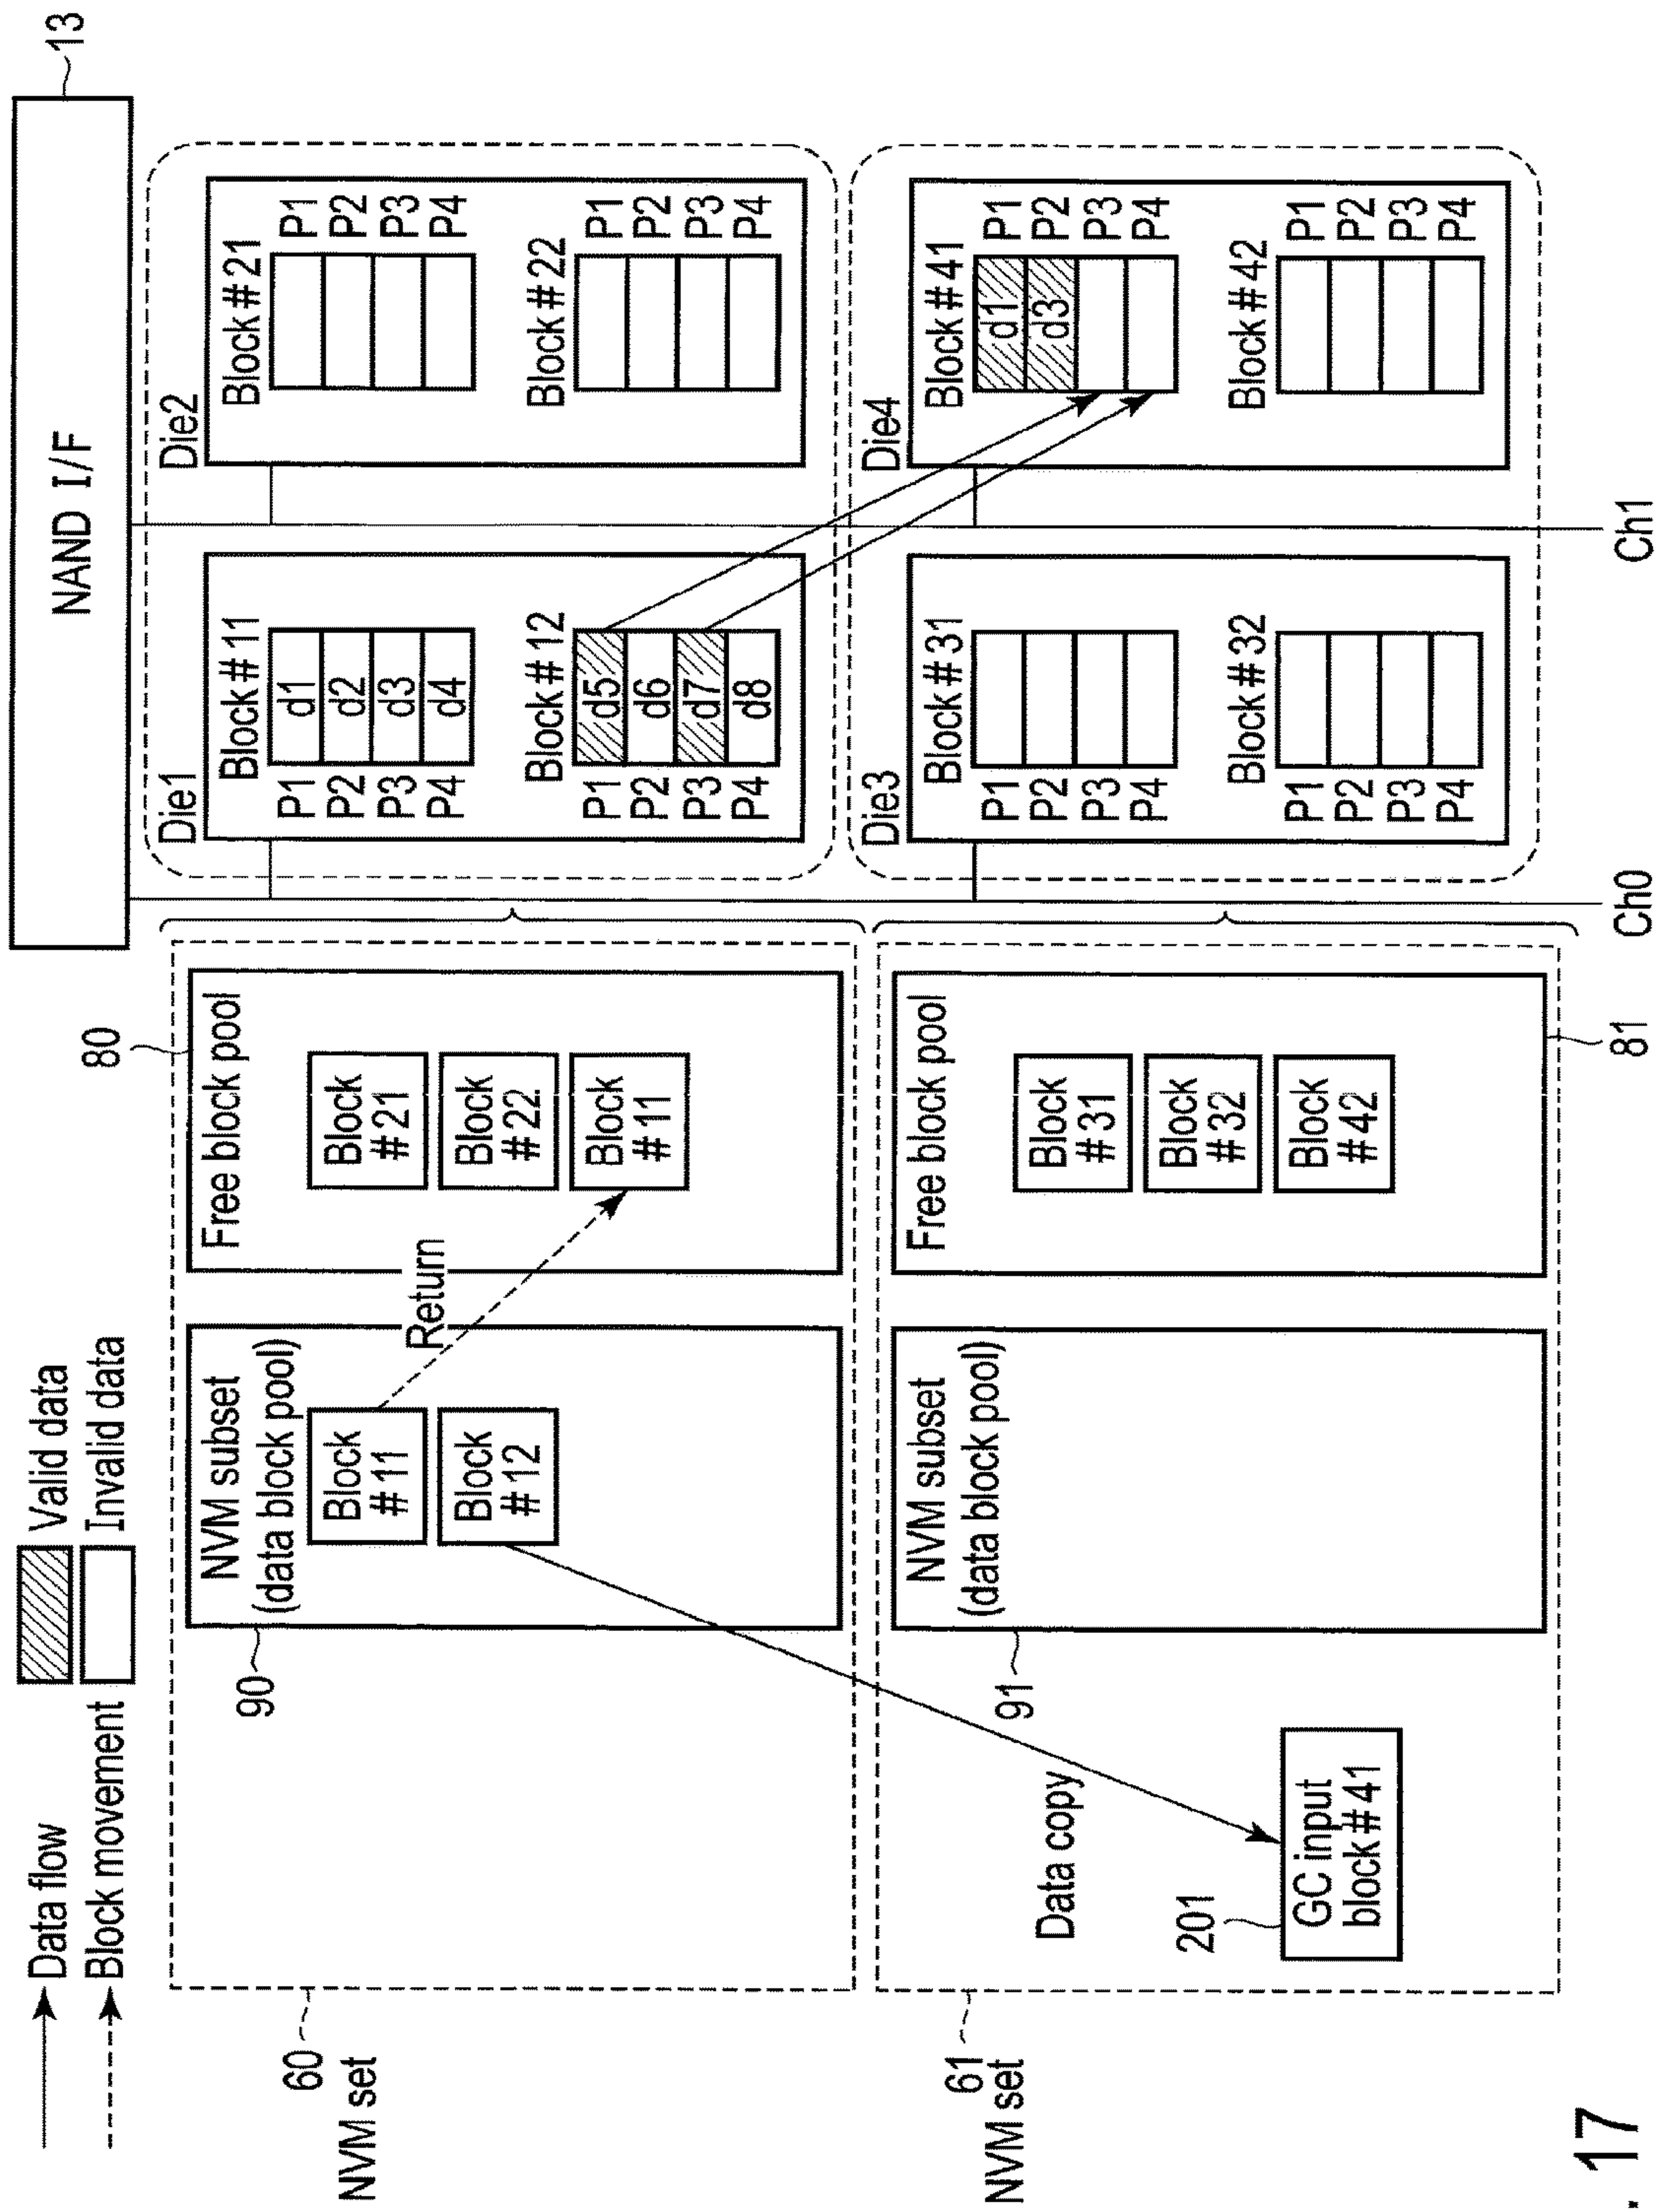 Data flow
Block movement
Valid data
Invalid data
NAND I/F
13
60
NVM set
90
NVM subset
(data block pool)
Block
#11
Block
#12
Return
80
Free block pool
Block
#21
Block
#22
Block
#11
Die1
Block#11
P1 d1
P2 d2
P3 d3
P4 d4
Block#12
P1 d5
P2 d6
P3 d7
P4 d8
Die2
Block#21
P1
P2
P3
P4
Block#22
P1
P2
P3
P4
61
NVM set
Data copy
201
GC input
block#41
91
NVM subset
(data block pool)
Free block pool
Block
#31
Block
#32
Block
#42
81
Die3
Block#31
P1
P2
P3
P4
Block#32
P1
P2
P3
P4
Die4
Block#41
d1 P1
d3 P2
P3
P4
Block#42
P1
P2
P3
P4
Ch0
Ch1
. 17